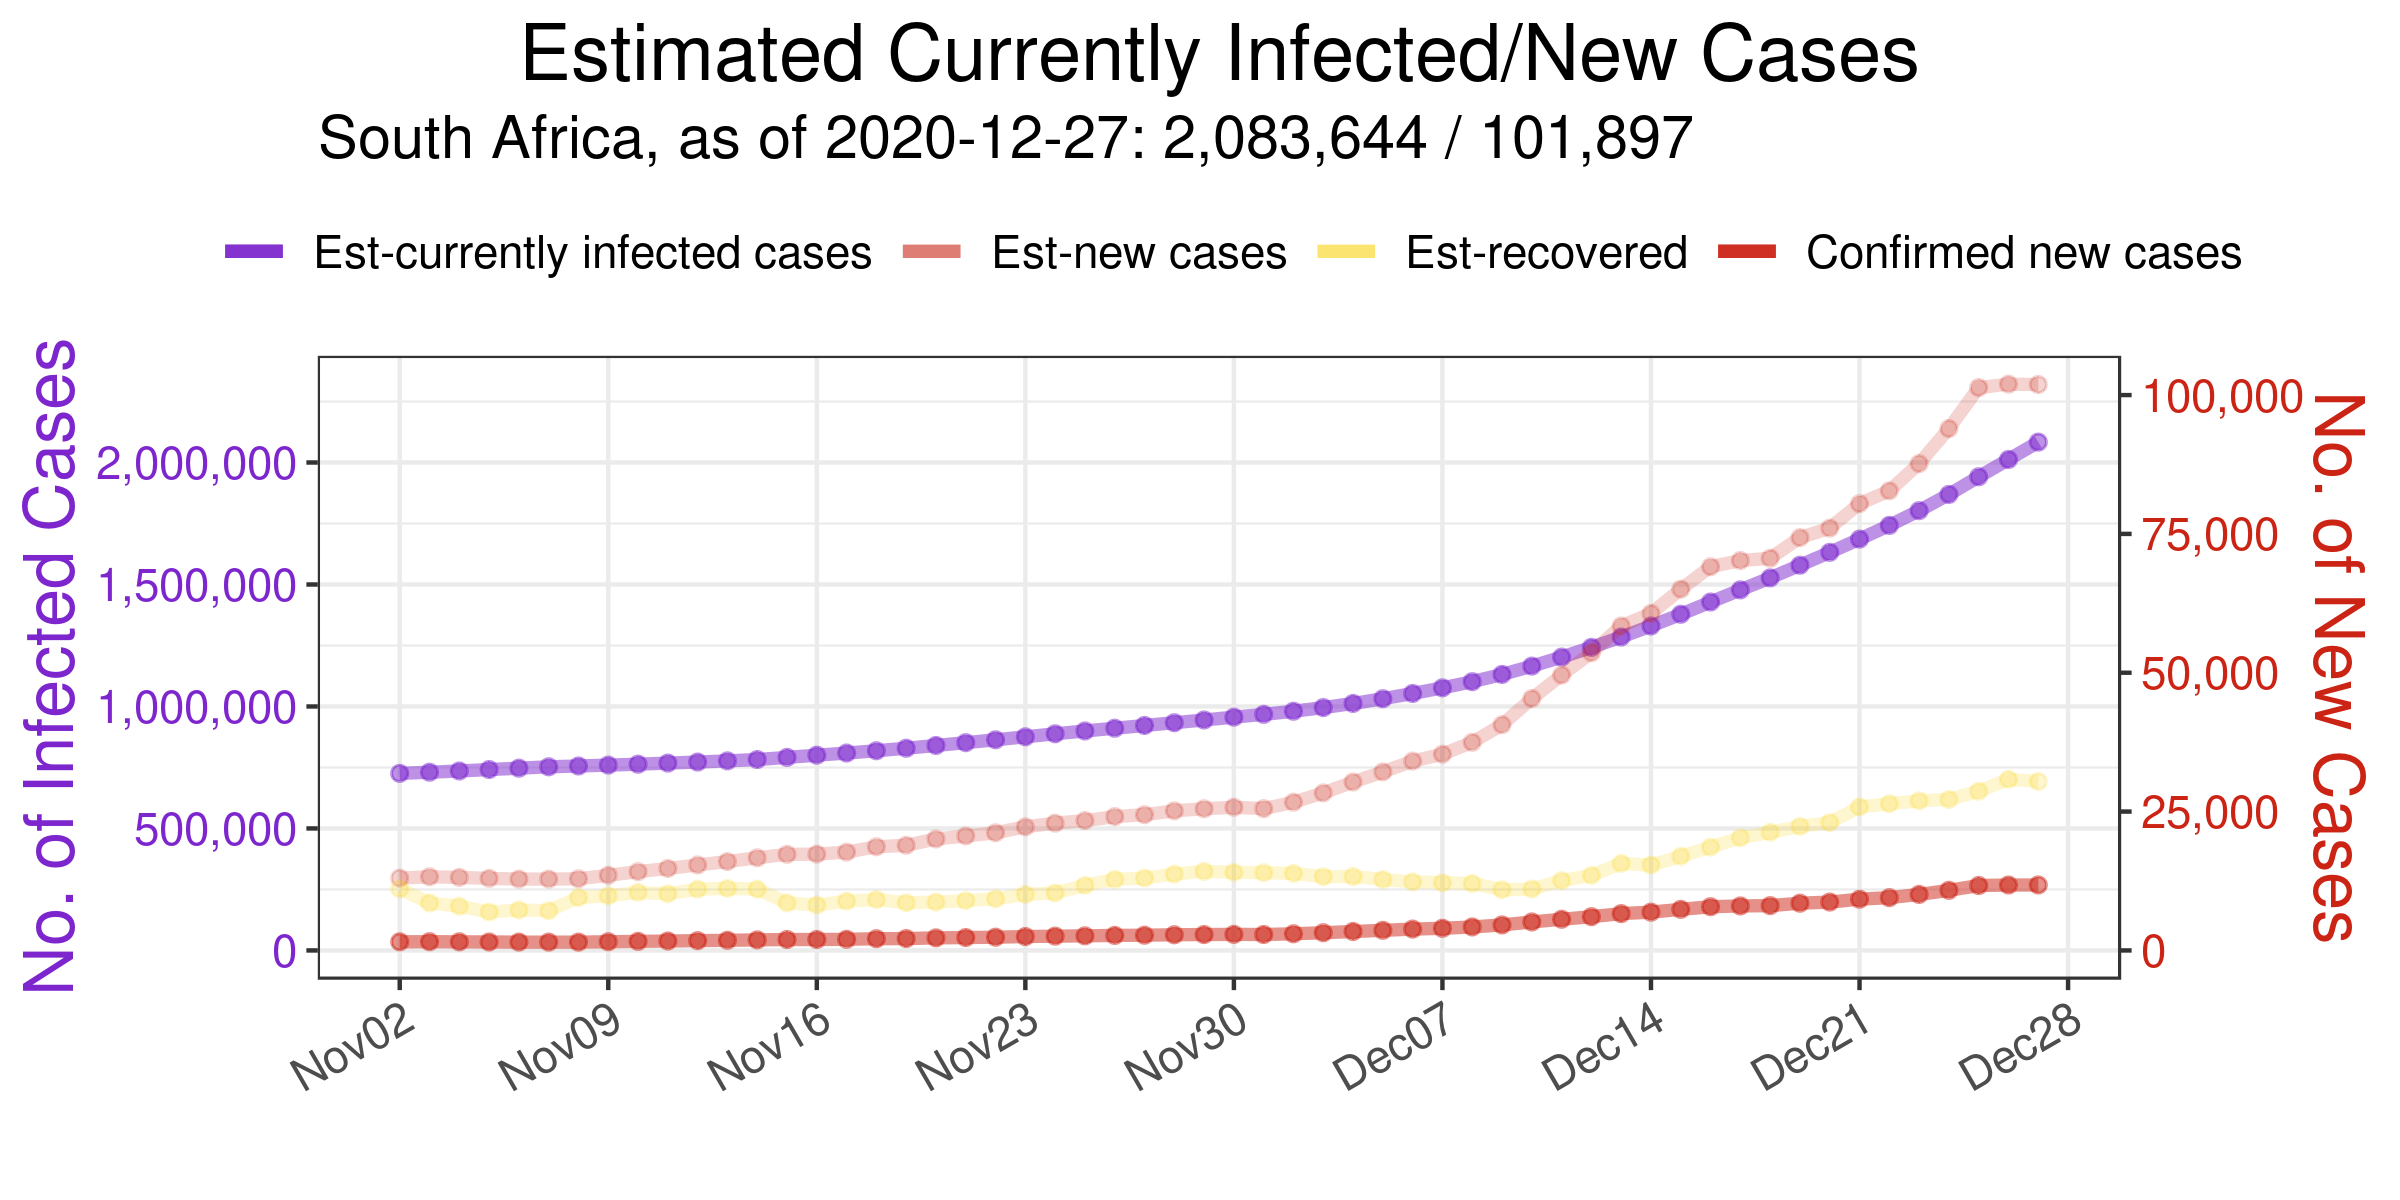 Estimated Currently Infected/New Cases
South Africa, as of 2020-12-27: 2,083,644 / 101,897
Est-currently infected cases Est-new cases Est-recovered Confirmed new cases
No. of Infected Cases
2,000,000
1,500,000
1,000,000
500,000
0
100,000
75,000
50,000
25,000
0
No. of New Cases
Nov02 Nov09 Nov16 Nov23 Nov30 Dec07 Dec14 Dec21 Dec28